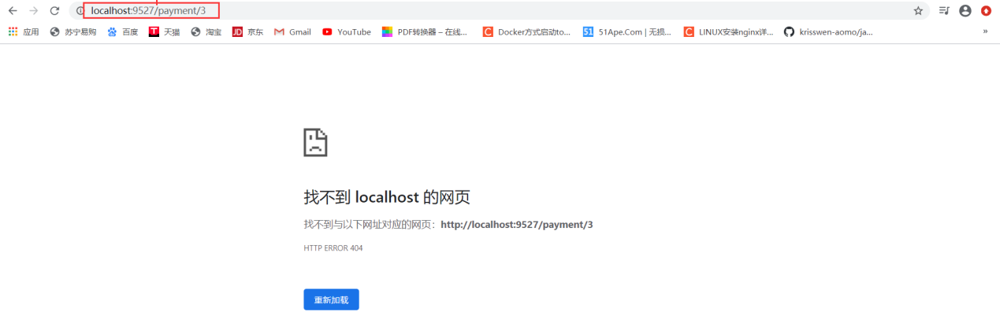 localhost:9527/payment/3
应用 苏宁易购 百度 天猫 淘宝 京东 Gmail YouTube PDF转换器 – 在线... Docker方式启动to... 51Ape.Com | 无损... LINUX安装nginx详... krisswen-aomo/ja... »
找不到 localhost 的网页
找不到与以下网址对应的网页：http://localhost:9527/payment/3
HTTP ERROR 404
重新加载